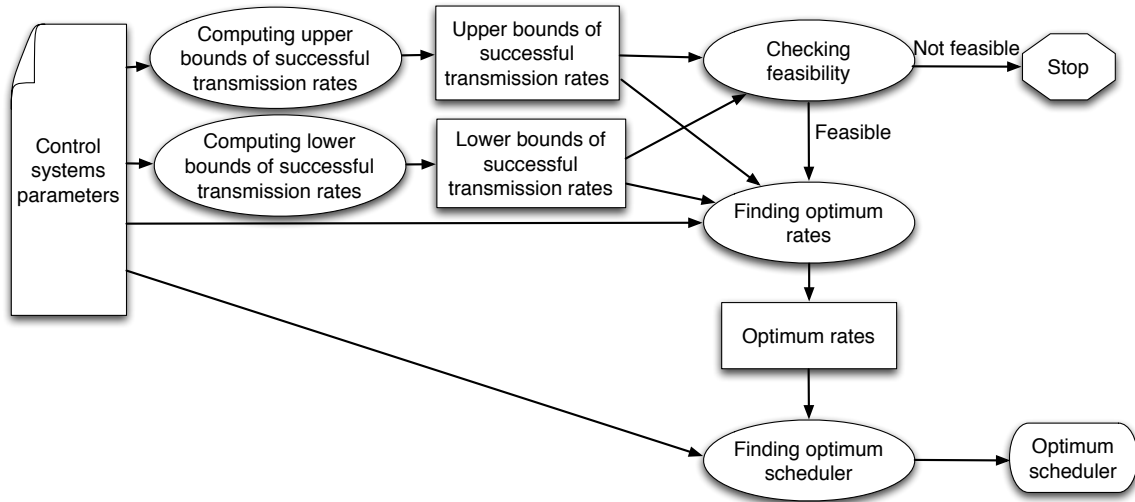 Control
systems
parameters
Computing upper
bounds of successful
transmission rates
Upper bounds of
successful
transmission rates
Checking
feasibility
Not feasible
Stop
Computing lower
bounds of successful
transmission rates
Lower bounds of
successful
transmission rates
Feasible
Finding optimum
rates
Optimum rates
Finding optimum
scheduler
Optimum
scheduler